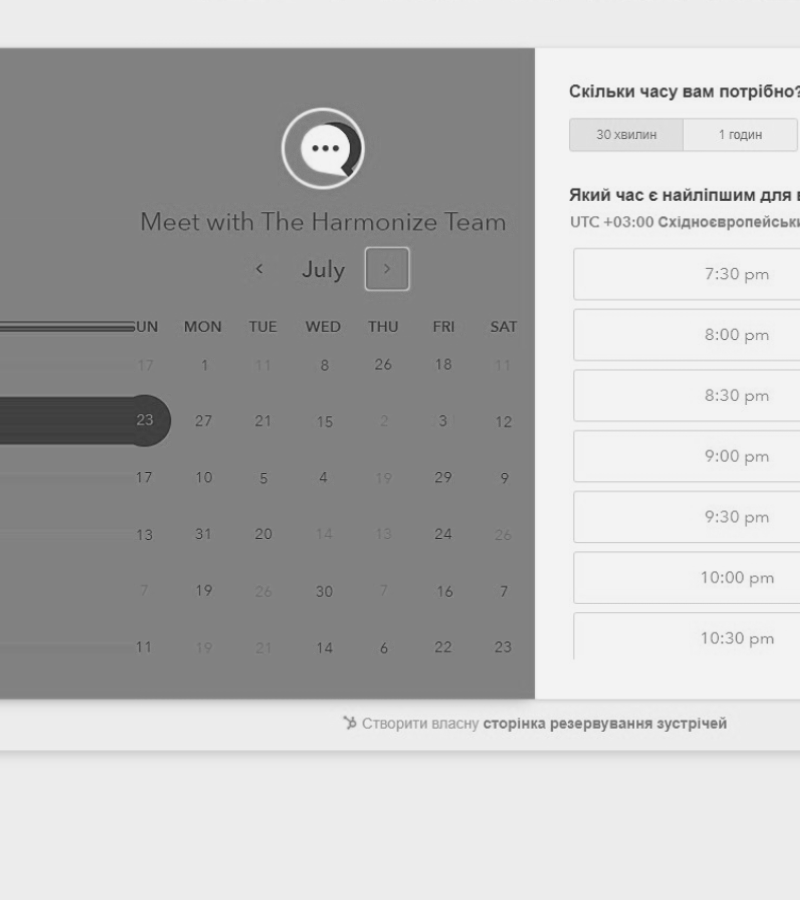 Meet with The Harmonize Team
July
UN MON TUE WED THU FRI SAT
17 1 11 8 26 18 11
23 27 21 15 2 3 12
17 10 5 4 19 29 9
13 31 20 14 13 24 26
7 19 26 30 7 16 7
11 19 21 14 6 22 23
Скільки часу вам потрібно?
30 хвилин 1 годин
Який час є найліпшим для
UTC +03:00
7:30 pm
8:00 pm
8:30 pm
9:00 pm
9:30 pm
10:00 pm
10:30 pm
Створити власну сторінка резервування зустрічей